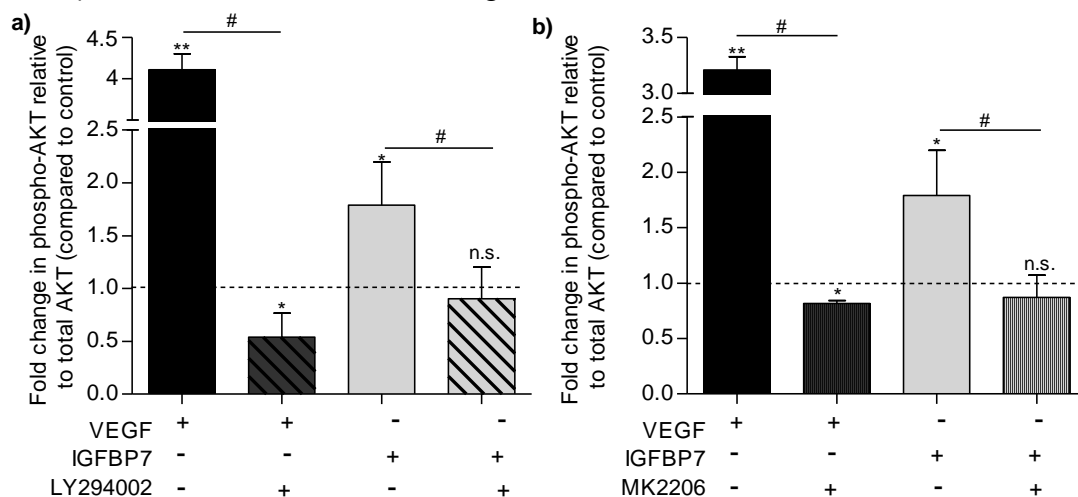 a)
#
4.5
**
4
2.5
#
2.0
*
1.5
n.s.
1.0
*
0.5
0.0
Fold change in phospho-AKT relative
to total AKT (compared to control)
VEGF + + - -
IGFBP7 - - + +
LY294002 - + - +
b)
#
3.5
**
3.0
2.5
#
2.0
*
1.5
n.s.
1.0
*
0.5
0.0
Fold change in phospho-AKT relative
to total AKT (compared to control)
VEGF + + - -
IGFBP7 - - + +
MK2206 - + - +